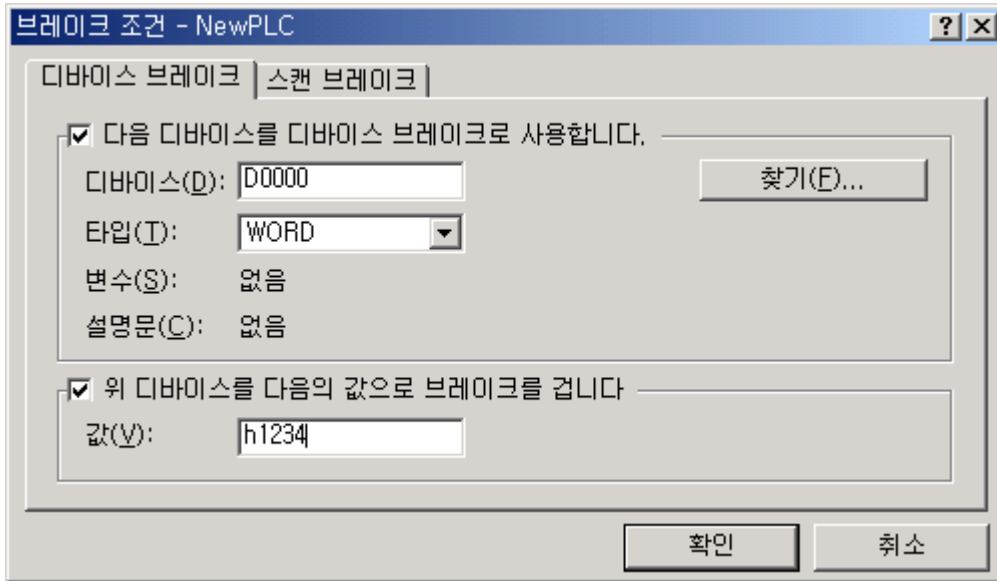 브레이크 조건 - NewPLC
디바이스 브레이크 스캔 브레이크
다음 디바이스를 디바이스 브레이크로 사용합니다.
디바이스(D): D0000 찾기(F)...
타입(T): WORD
변수(S): 없음
설명문(C): 없음
위 디바이스를 다음의 값으로 브레이크를 겁니다
값(V): h1234
확인 취소